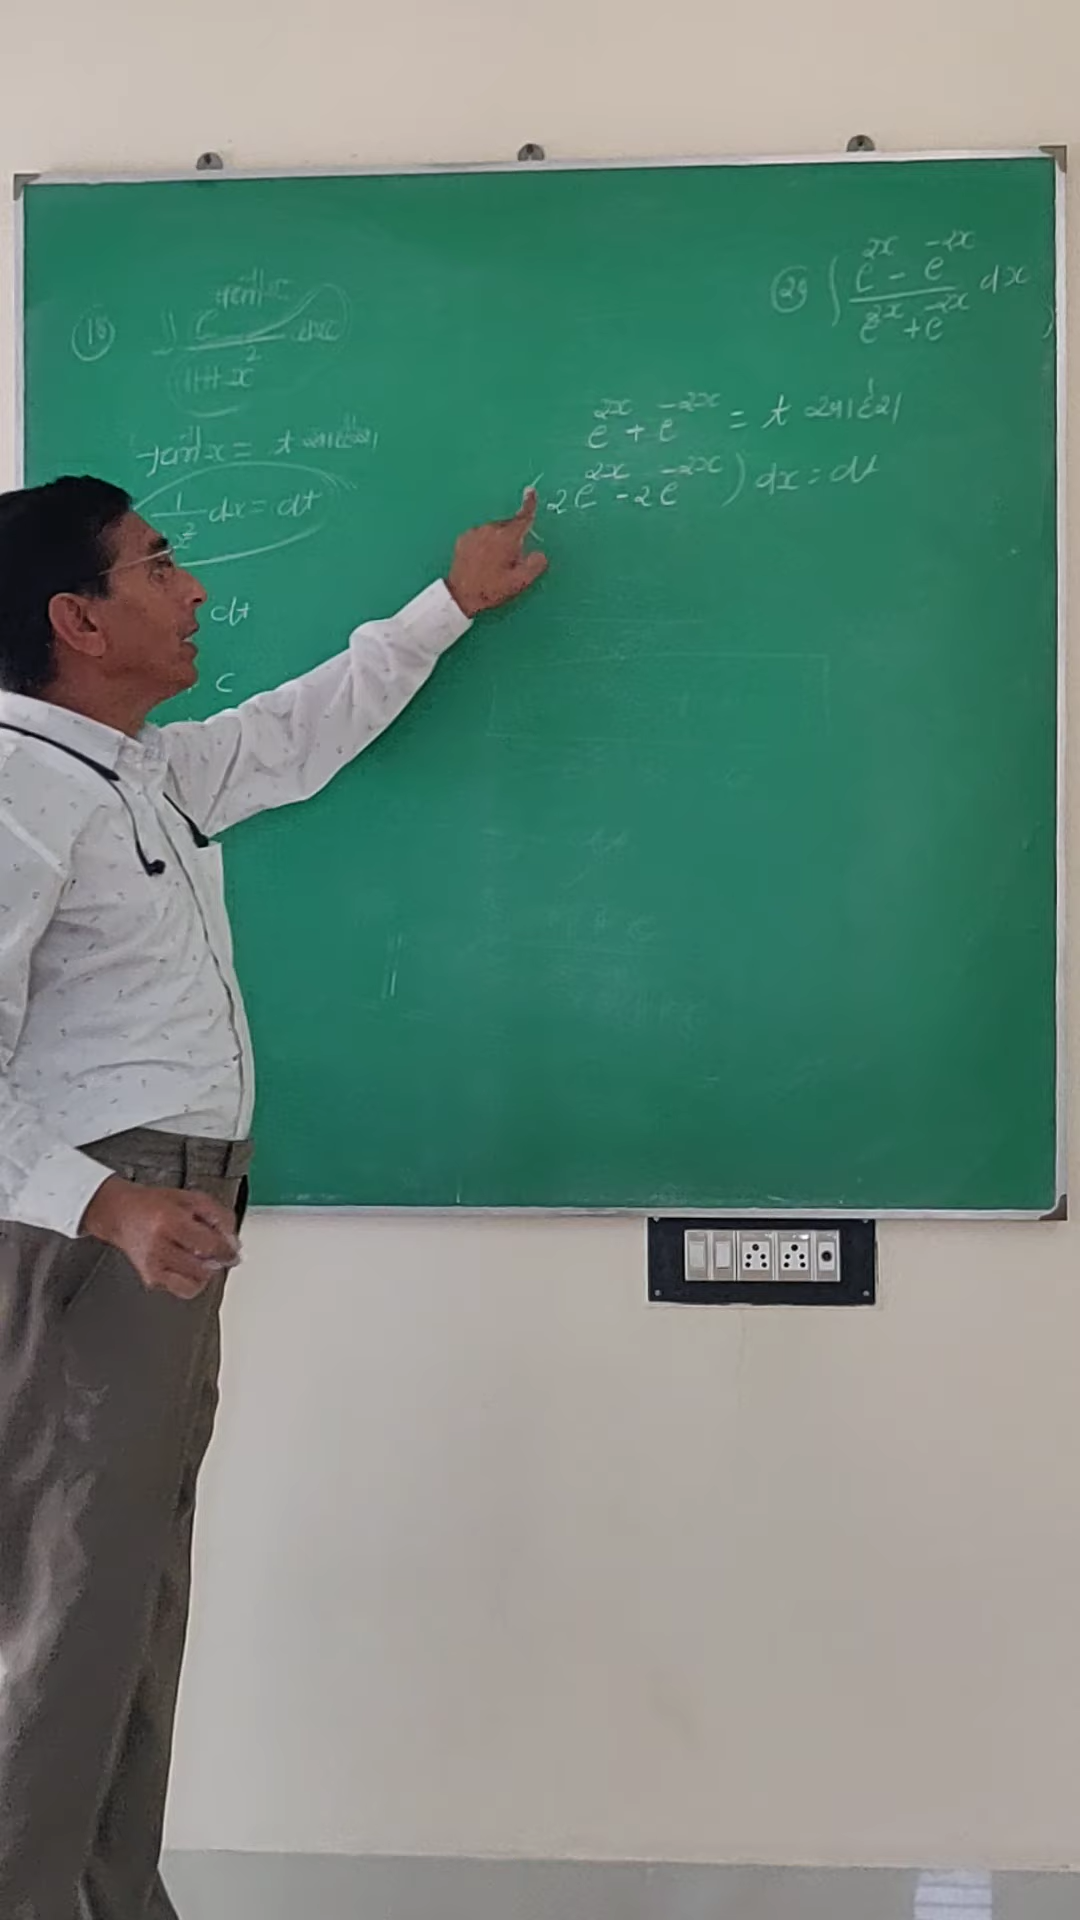 (18) ∫ e^(tan⁻¹x) / (1+x²) dx
tan⁻¹x = t
1/ x² dx = dt
dt
c
(29) ∫ (e^(2x) - e^(-2x)) / (e^(2x) + e^(-2x)) dx
e^(2x) + e^(-2x) = t
2e^(2x) - 2e^(-2x) ) dx = dt